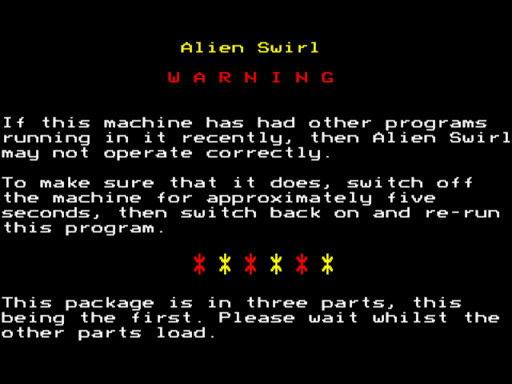 Alien Swirl
W A R N I N G
If this machine has had other programs
running in it recently, then Alien Swirl
may not operate correctly.
To make sure that it does, switch off
the machine for approximately five
seconds, then switch back on and re-run
this program.
* * * * * *
This package is in three parts, this
being the first. Please wait whilst the
other parts load.